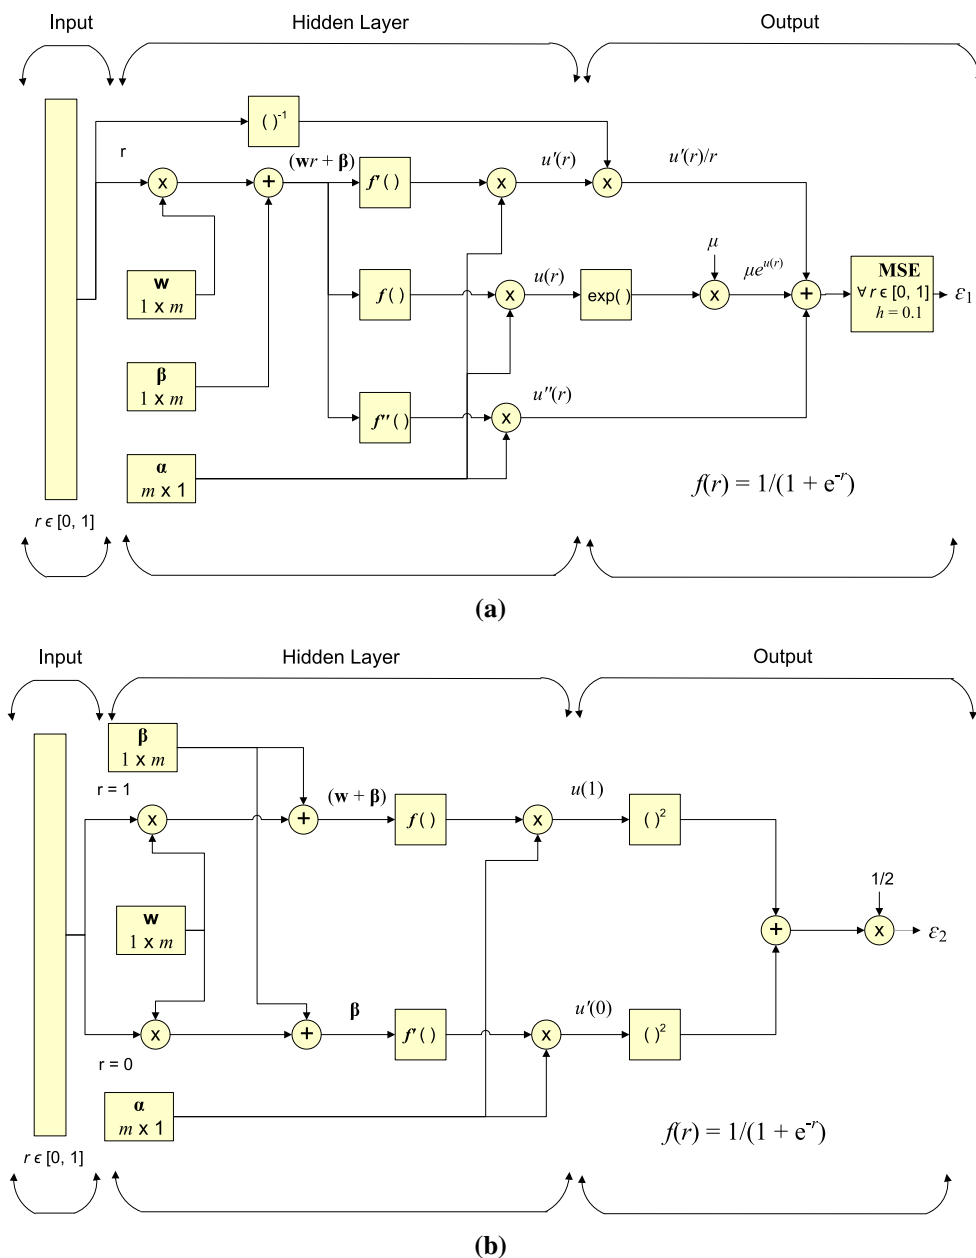 Input Hidden Layer Output
( )⁻¹
r
(wr + β)
f'( )
u'(r)
u'(r)/r
x
+
x
x
w
1 x m
f( )
x
u(r)
exp( )
μ
x
μe^{u(r)}
+
MSE
∀ r ϵ [0, 1]
h = 0.1
ε₁
β
1 x m
f''( )
x
u''(r)
α
m x 1
f(r) = 1/(1 + e⁻ʳ)
r ϵ [0, 1]
(a)
Input Hidden Layer Output
β
1 x m
r = 1
x
+
(w + β)
f( )
x
u(1)
( )²
w
1 x m
1/2
+
x
ε₂
x
+
β
f'( )
x
u'(0)
( )²
r = 0
α
m x 1
f(r) = 1/(1 + e⁻ʳ)
r ϵ [0, 1]
(b)